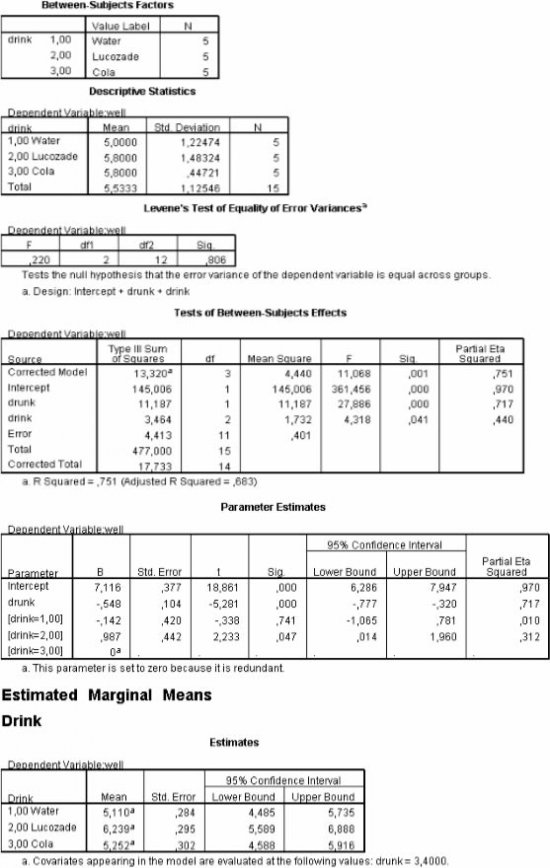 Between-Subjects Factors
Value Label N
drink 1,00 Water 5
2,00 Lucozade 5
3,00 Cola 5
Descriptive Statistics
Dependent Variable:well
drink Mean Std. Deviation N
1,00 Water 5,0000 1,22474 5
2,00 Lucozade 5,8000 1,48324 5
3,00 Cola 5,8000 ,44721 5
Total 5,5333 1,12546 15
Levene's Test of Equality of Error Variancesa
Dependent Variable:well
F df1 df2 Sig.
,220 2 12 ,806
Tests the null hypothesis that the error variance of the dependent variable is equal across groups.
a. Design: Intercept + drunk + drink
Tests of Between-Subjects Effects
Dependent Variable:well
Source Type III Sum of Squares df Mean Square F Sig. Partial Eta Squared
Corrected Model 13,320a 3 4,440 11,068 ,001 ,751
Intercept 145,006 1 145,006 361,456 ,000 ,970
drunk 11,187 1 11,187 27,886 ,000 ,717
drink 3,464 2 1,732 4,318 ,041 ,440
Error 4,413 11 ,401
Total 477,000 15
Corrected Total 17,733 14
a. R Squared = ,751 (Adjusted R Squared = ,683)
Parameter Estimates
Dependent Variable:well
95% Confidence Interval
Parameter B Std. Error t Sig. Lower Bound Upper Bound Partial Eta Squared
Intercept 7,116 ,377 18,861 ,000 6,286 7,947 ,970
drunk -,548 ,104 -5,281 ,000 -,777 -,320 ,717
[drink=1,00] -,142 ,420 -,338 ,741 -1,065 ,781 ,010
[drink=2,00] ,987 ,442 2,233 ,047 ,014 1,960 ,312
[drink=3,00] 0a . . . . . .
a. This parameter is set to zero because it is redundant.
Estimated Marginal Means
Drink
Estimates
Dependent Variable:well
95% Confidence Interval
Drink Mean Std. Error Lower Bound Upper Bound
1,00 Water 5,110a ,284 4,485 5,735
2,00 Lucozade 6,239a ,295 5,589 6,888
3,00 Cola 5,252a ,302 4,588 5,916
a. Covariates appearing in the model are evaluated at the following values: drunk = 3,4000.